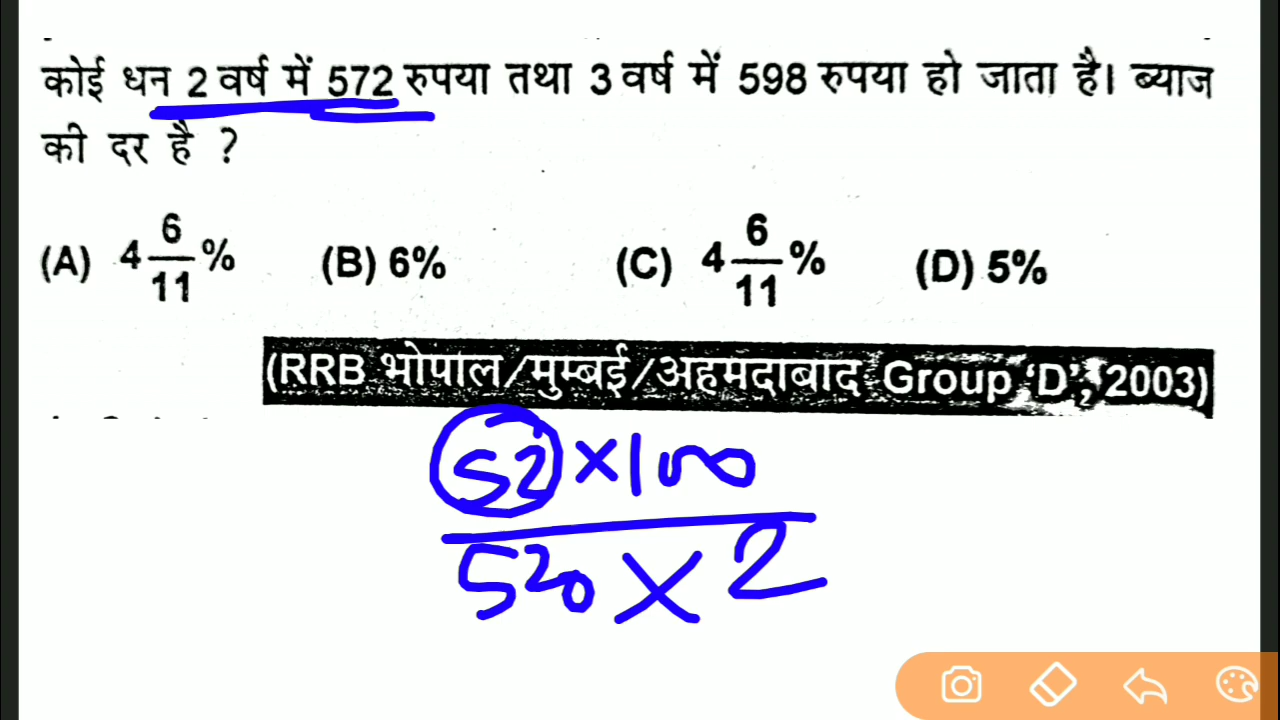 कोई धन 2 वर्ष में 572 रुपया तथा 3 वर्ष में 598 रुपया हो जाता है। ब्याज
की दर है ?
(A) 4 6/11 % (B) 6% (C) 4 6/11 % (D) 5%
(RRB भोपाल/मुम्बई/अहमदाबाद Group ‘D’, 2003)
52 × 100
520 × 2